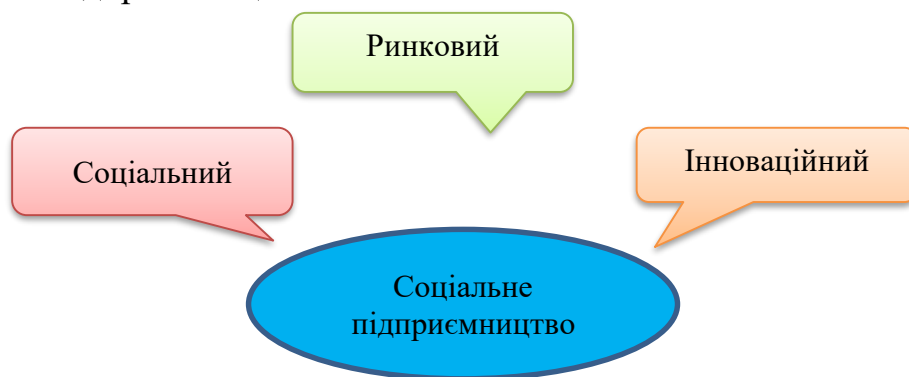 Ринковий
Соціальний
Інноваційний
Соціальне
підприємництво